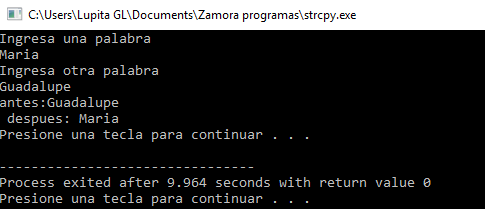 C:\Users\Lupita GL\Documents\Zamora programas\strcpy.exe
Ingresa una palabra
Maria
Ingresa otra palabra
Guadalupe
antes:Guadalupe
 despues: Maria
Presione una tecla para continuar . . .
--------------------------------
Process exited after 9.964 seconds with return value 0
Presione una tecla para continuar . . .